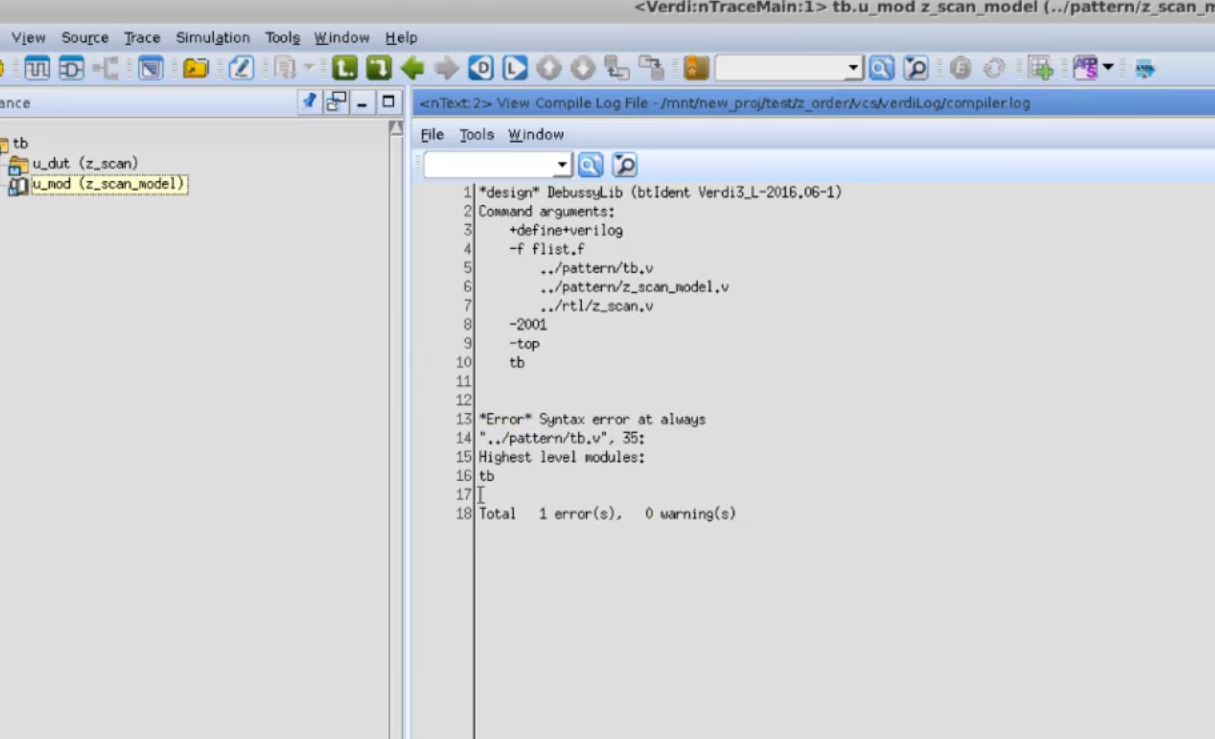 <Verdi:nTraceMain:1> tb.u_mod z_scan_model (../pattern/z_scan_m
View Source Trace Simulation Tools Window Help
ance
tb
u_dut (z_scan)
u_mod (z_scan_model)
<nText:2> View Compile Log File - /mnt/new_proj/test/z_order/vcs/verdiLog/compiler.log
File Tools Window
1 *design* DebussyLib (btIdent Verdi3_L-2016.06-1)
2 Command arguments:
3 +define+verilog
4 -f flist.f
5 ../pattern/tb.v
6 ../pattern/z_scan_model.v
7 ../rtl/z_scan.v
8 -2001
9 -top
10 tb
11
12
13 *Error* Syntax error at always
14 "../pattern/tb.v", 35:
15 Highest level modules:
16 tb
17
18 Total 1 error(s), 0 warning(s)